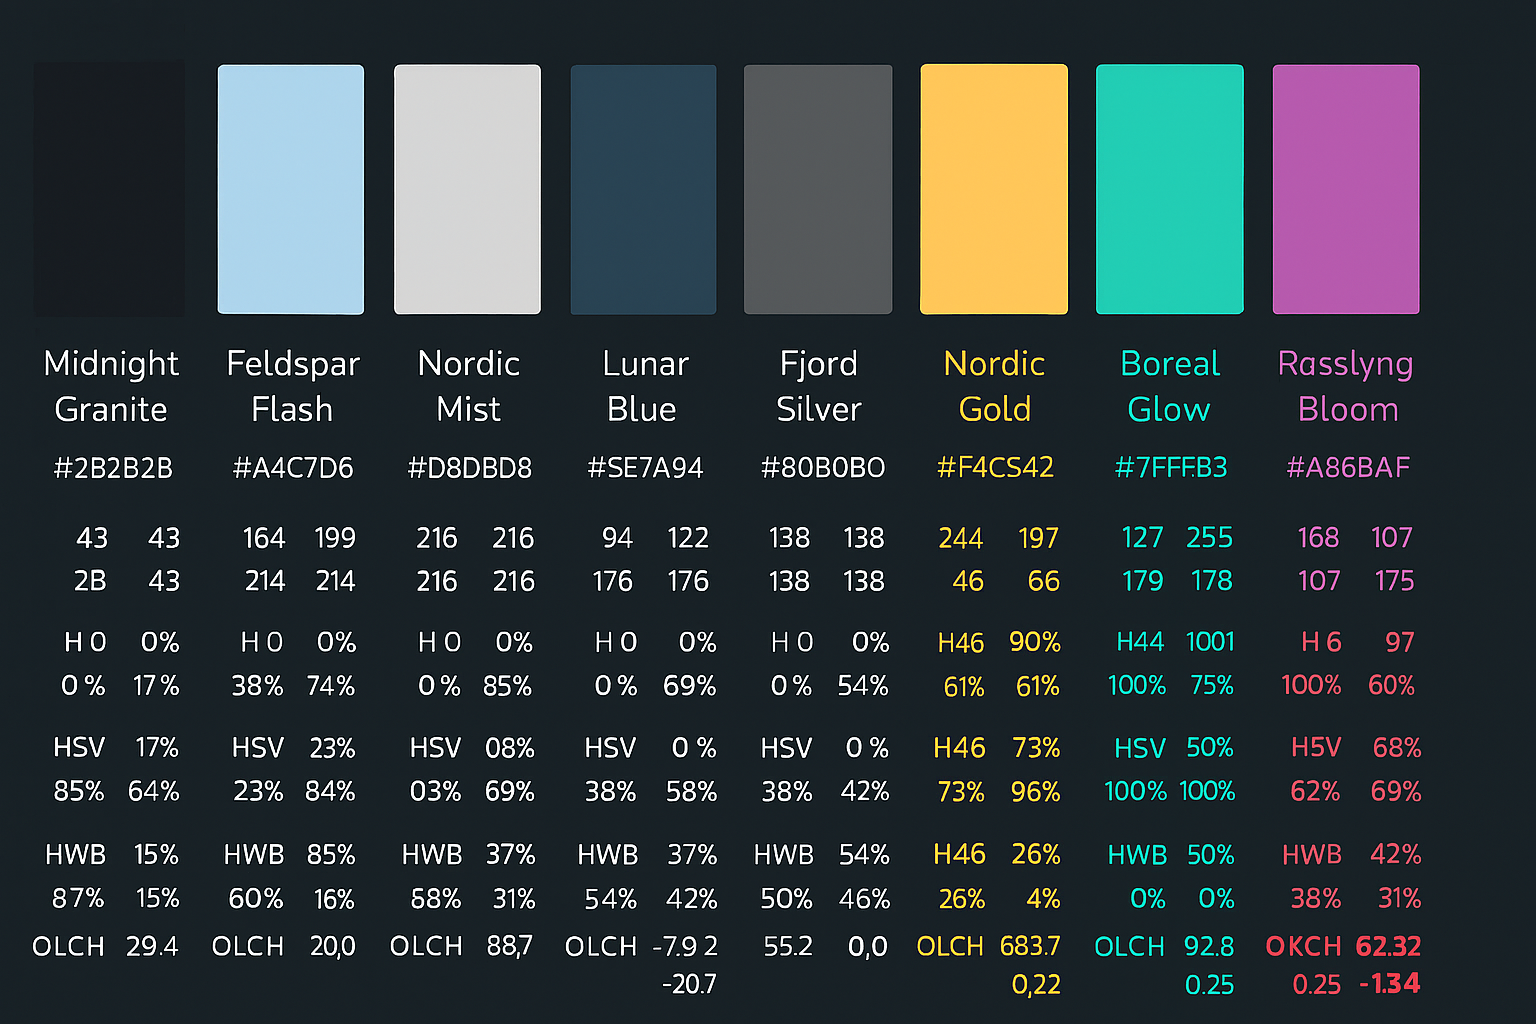 Midnight Feldspar Nordic Lunar Fjord Nordic Boreal Rasslyng
Granite Flash Mist Blue Silver Gold Glow Bloom
#2B2B2B #A4C7D6 #D8DBD8 #SE7A94 #80B0BO #F4CS42 #7FFFB3 #A86BAF
43 43 164 199 216 216 94 122 138 138 244 197 127 255 168 107
2B 43 214 214 216 216 176 176 138 138 46 66 179 178 107 175
H 0 0% H 0 0% H 0 0% H 0 0% H 0 0% H46 90% H44 1001 H 6 97
0 % 17% 38% 74% 0 % 85% 0 % 69% 0 % 54% 61% 61% 100% 75% 100% 60%
HSV 17% HSV 23% HSV 08% HSV 0 % HSV 0 % H46 73% HSV 50% H5V 68%
85% 64% 23% 84% 03% 69% 38% 58% 38% 42% 73% 96% 100% 100% 62% 69%
HWB 15% HWB 85% HWB 37% HWB 37% HWB 54% H46 26% HWB 50% HWB 42%
87% 15% 60% 16% 68% 31% 54% 42% 50% 46% 26% 4% 0% 0% 38% 31%
OLCH 29.4 OLCH 20,0 OLCH 88,7 OLCH -7.9 2 55.2 0,0 OLCH 683.7 OLCH 92.8 OKCH 62.32
-20.7 0,22 0.25 0.25 -1.34